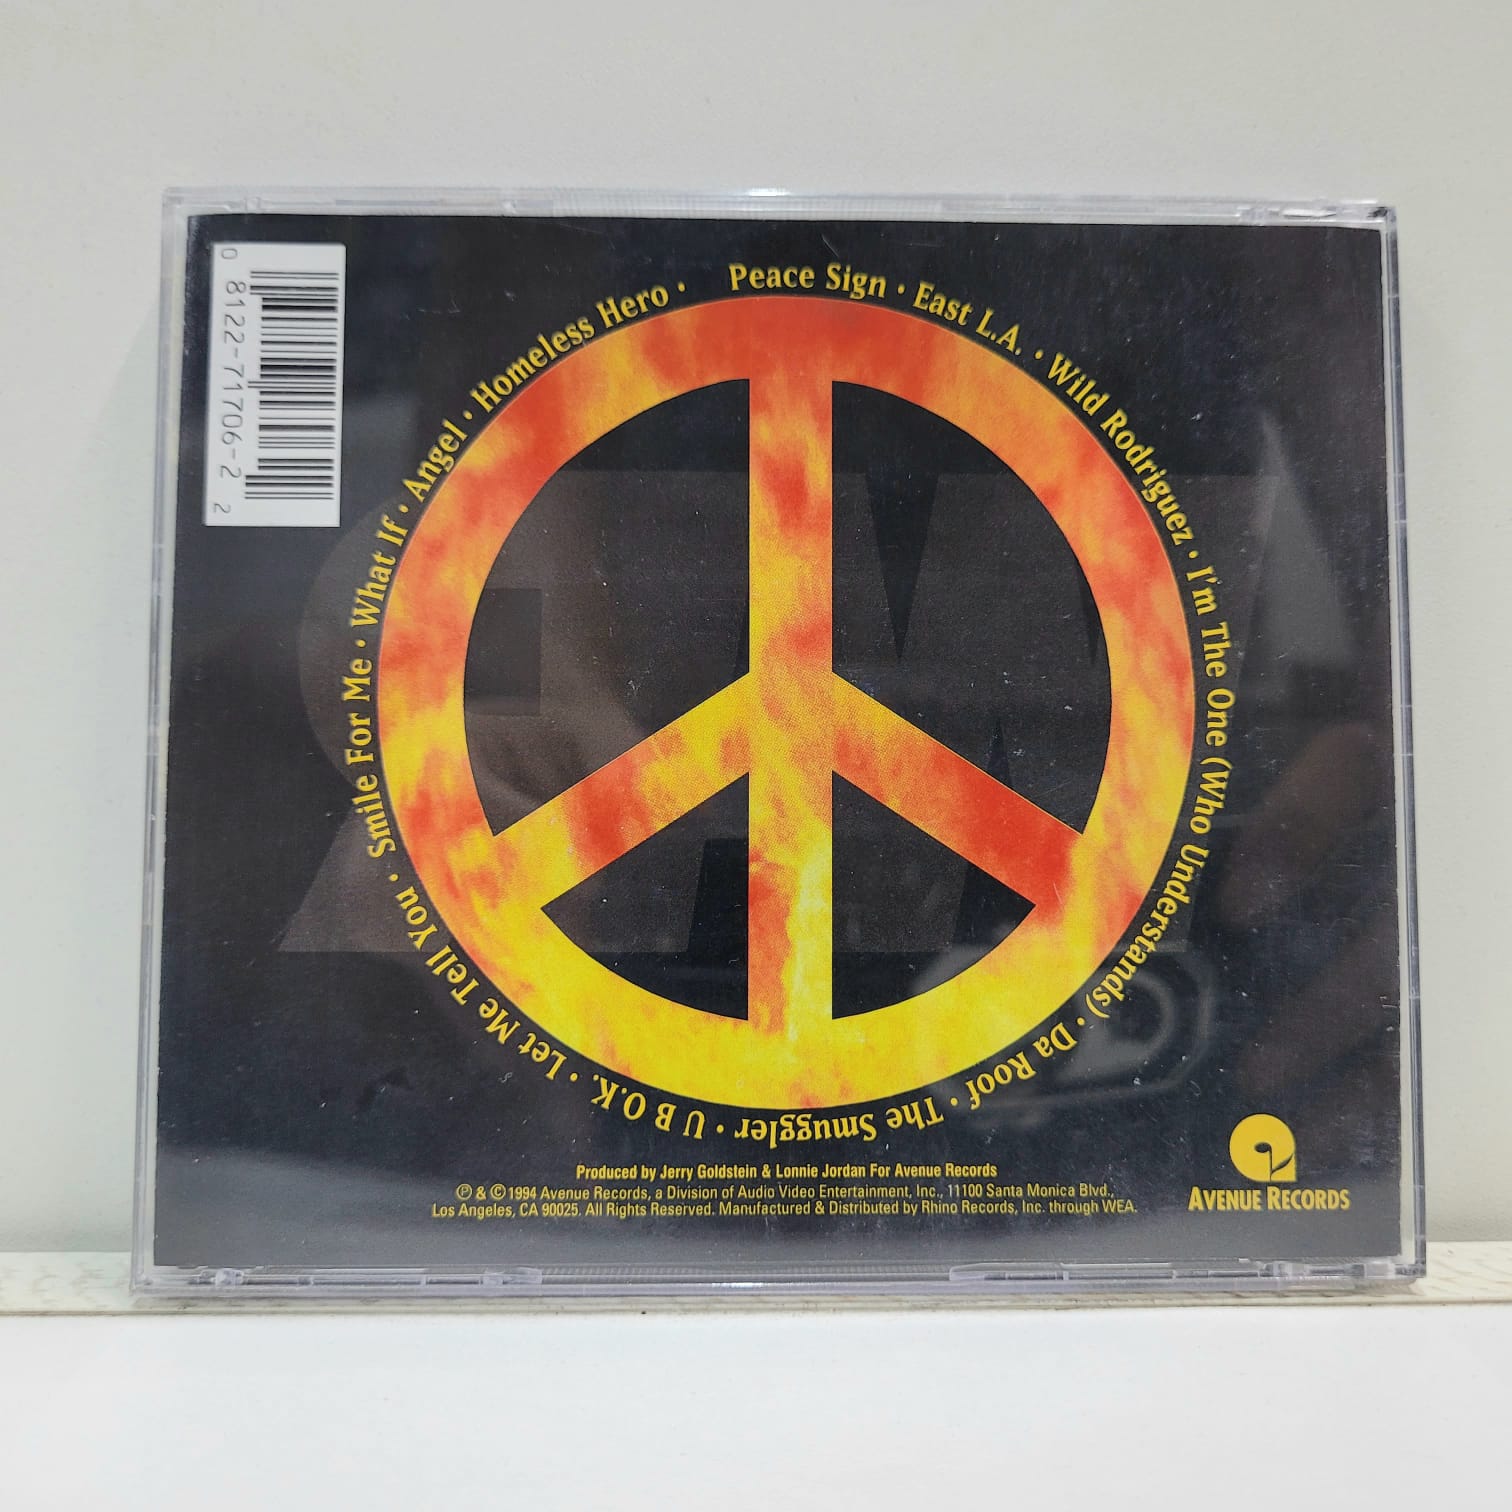 0 8122-71706-2 2
Peace Sign · East L.A. · Wild Rodriguez · I'm The One (Who Understands) · Da Roof · The Smuggler · U B O.K. · Let Me Tell You · Smile For Me · What If · Angel · Homeless Hero ·
WAR
Produced by Jerry Goldstein & Lonnie Jordan For Avenue Records
℗ & © 1994 Avenue Records, a Division of Audio Video Entertainment, Inc., 11100 Santa Monica Blvd.,
Los Angeles, CA 90025. All Rights Reserved. Manufactured & Distributed by Rhino Records, Inc. through WEA.
AVENUE RECORDS